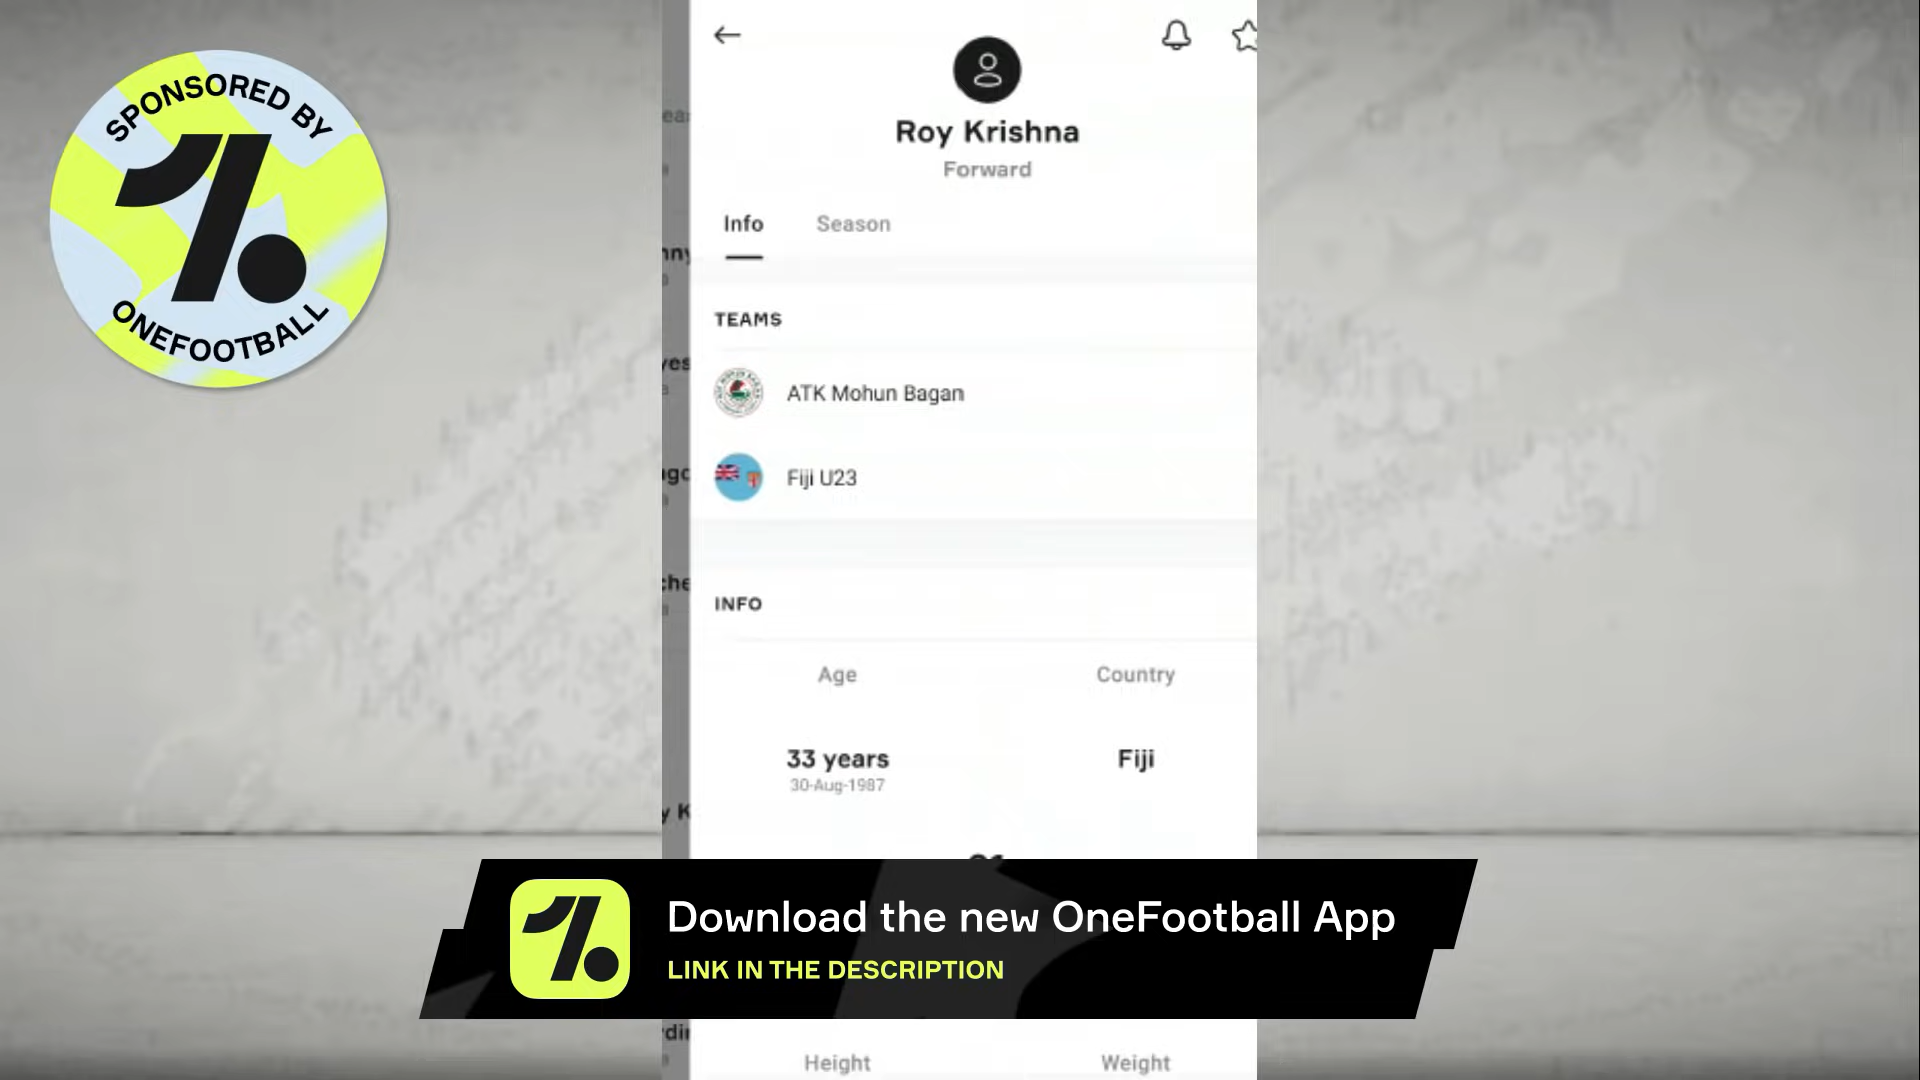 SPONSORED BY
ONEFOOTBALL
Roy Krishna
Forward
Info
Season
TEAMS
ATK Mohun Bagan
Fiji U23
INFO
Age
Country
33 years
Fiji
30-Aug-1987
Download the new OneFootball App
LINK IN THE DESCRIPTION
Height
Weight